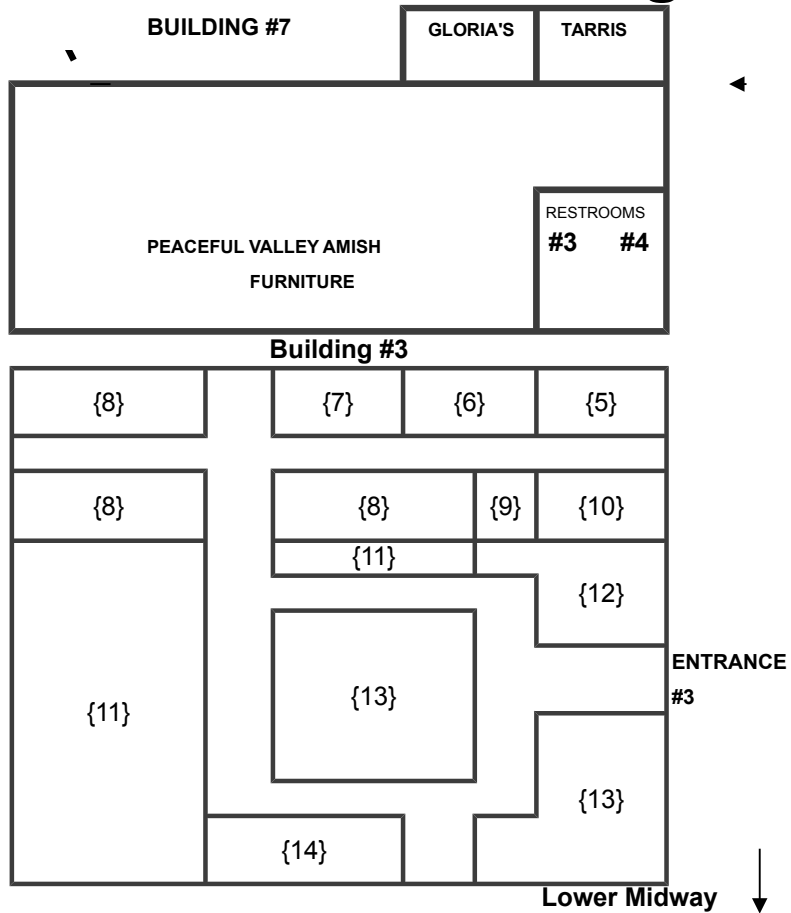 BUILDING #7
GLORIA'S
TARRIS
PEACEFUL VALLEY AMISH
FURNITURE
RESTROOMS
#3 #4
Building #3
{8} {7} {6} {5}
{8} {8} {9} {10}
{11}
{12}
ENTRANCE
#3
{11} {13}
{13}
{14}
Lower Midway